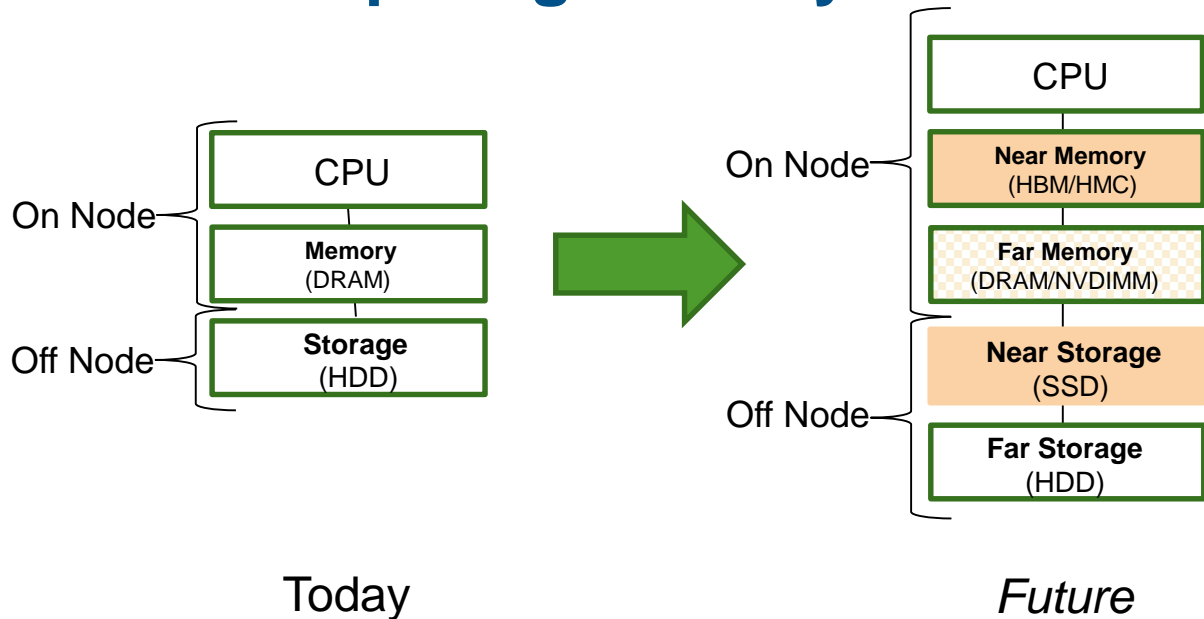 On Node
CPU
Memory
(DRAM)
Off Node
Storage
(HDD)
Today
On Node
CPU
Near Memory
(HBM/HMC)
Far Memory
(DRAM/NVDIMM)
Off Node
Near Storage
(SSD)
Far Storage
(HDD)
Future